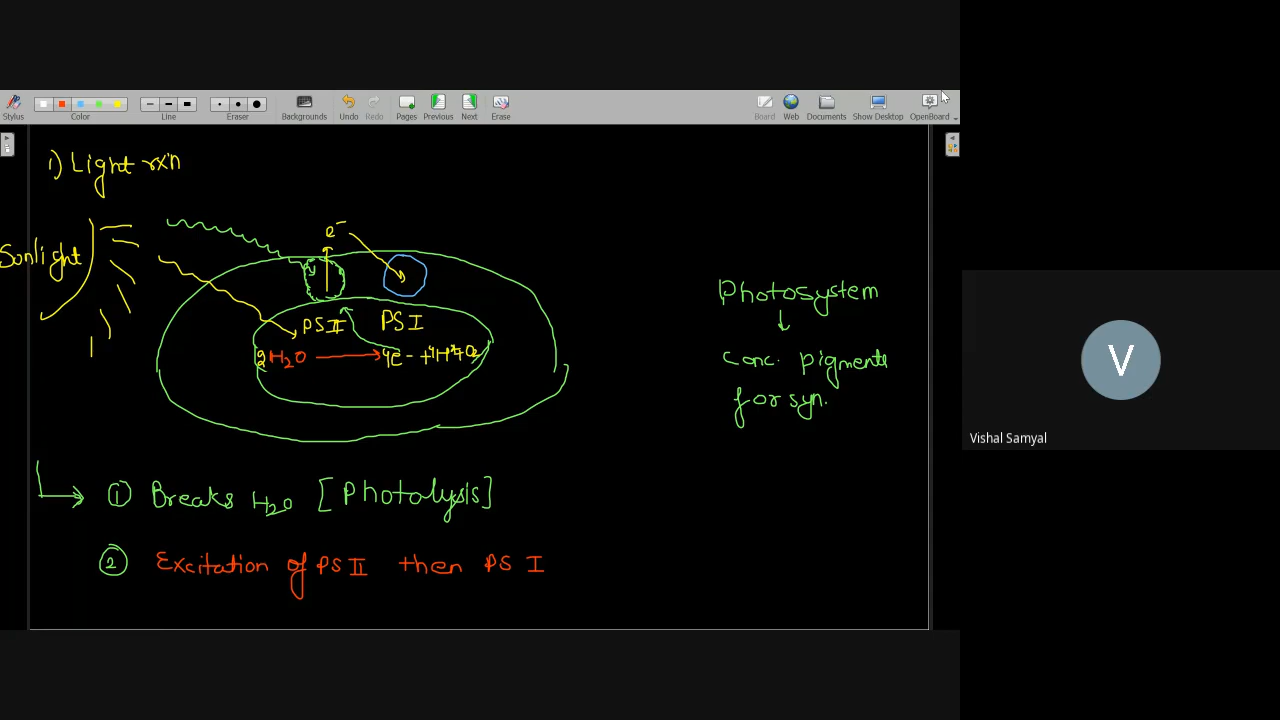 Stylus Color Line Eraser Backgrounds Undo Redo Pages Previous Next Erase Board Web Documents Show Desktop OpenBoard
1) Light rxn
Sunlight
e-
PS II PS I
2H2O → 4e- + 4H+ + O2
Photosystem
↓
Conc. pigments
for syn.
① Breaks H2O [Photolysis]
② Excitation of PS II then PS I
V
Vishal Samyal